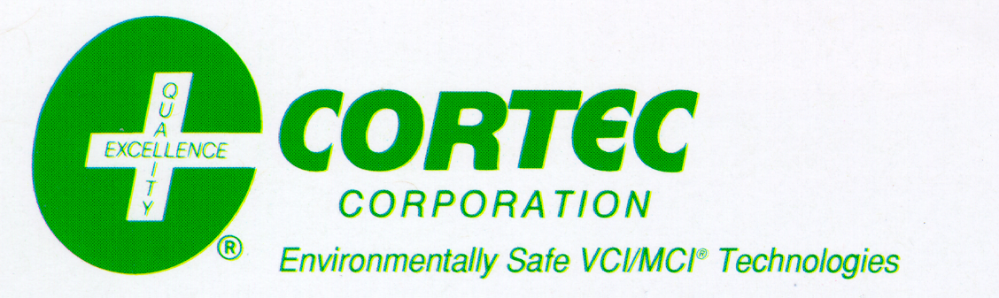 QUALITY
EXCELLENCE
®
CORTEC
CORPORATION
Environmentally Safe VCI/MCI® Technologies